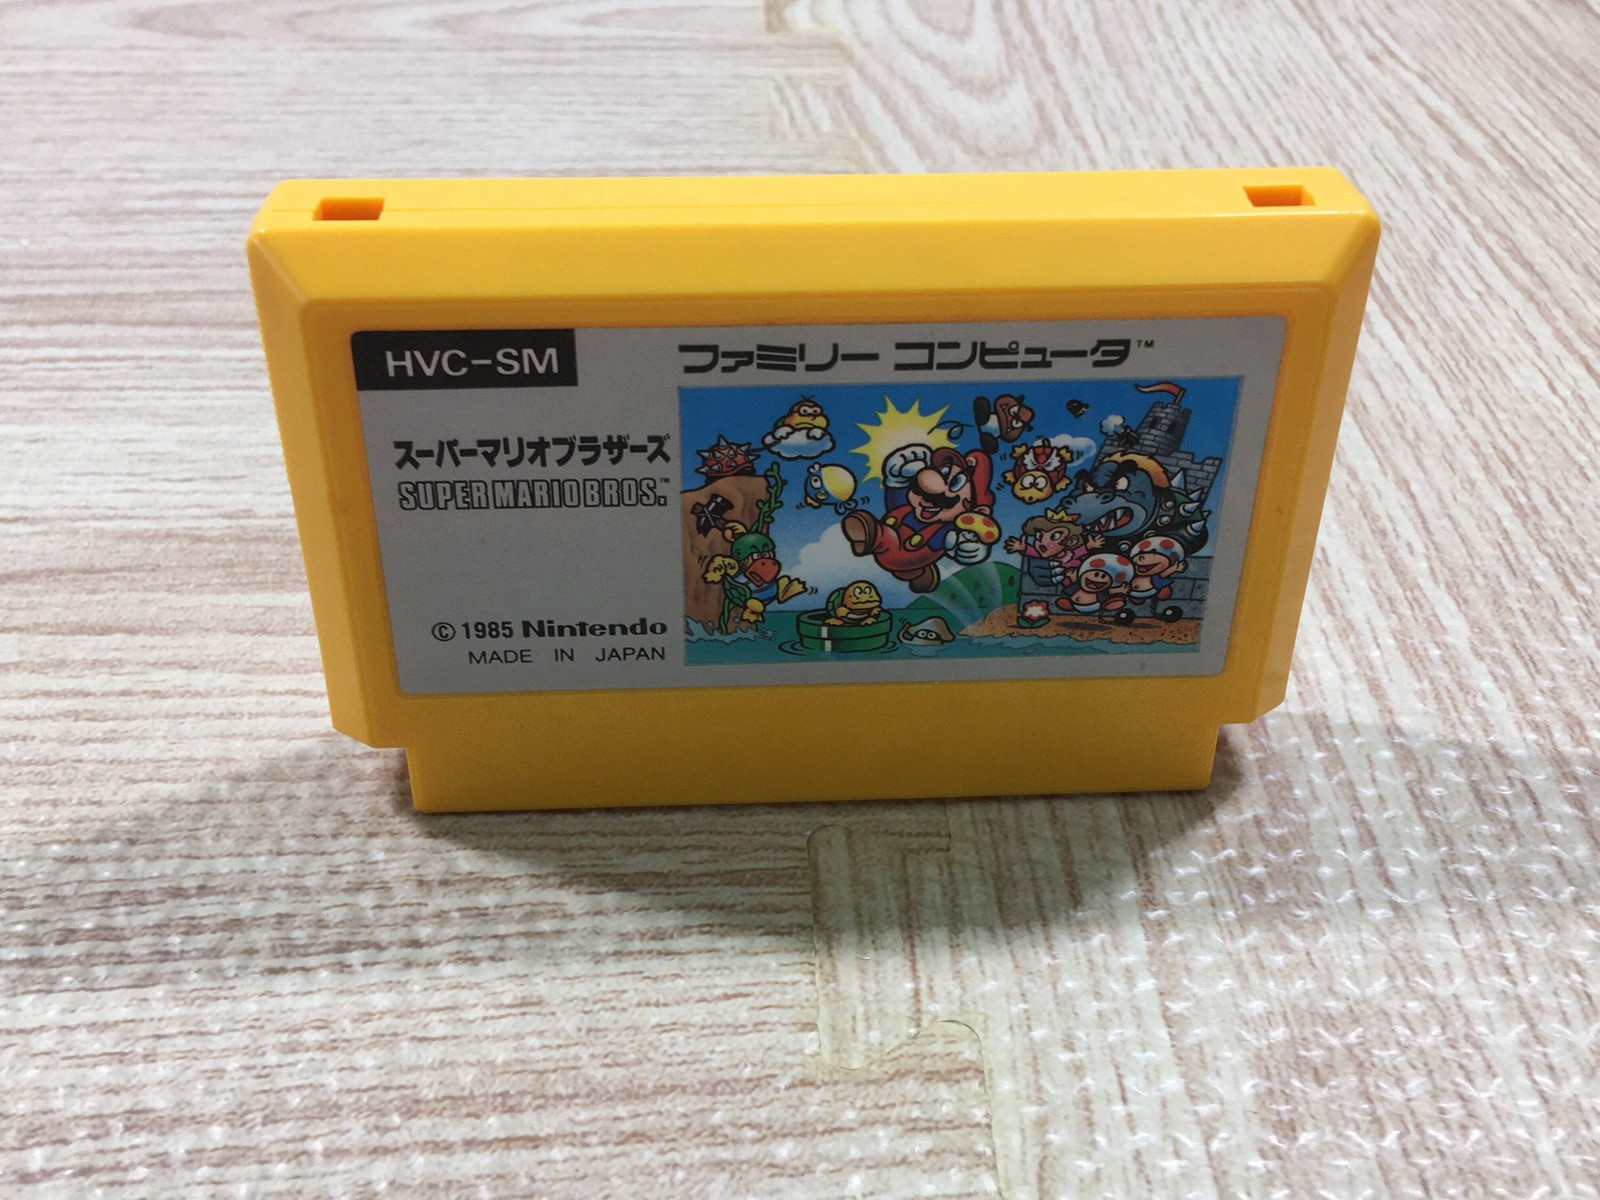 HVC-SM
ファミリー コンピュータ™
スーパーマリオブラザーズ
SUPER MARIO BROS.™
© 1985 Nintendo
MADE IN JAPAN